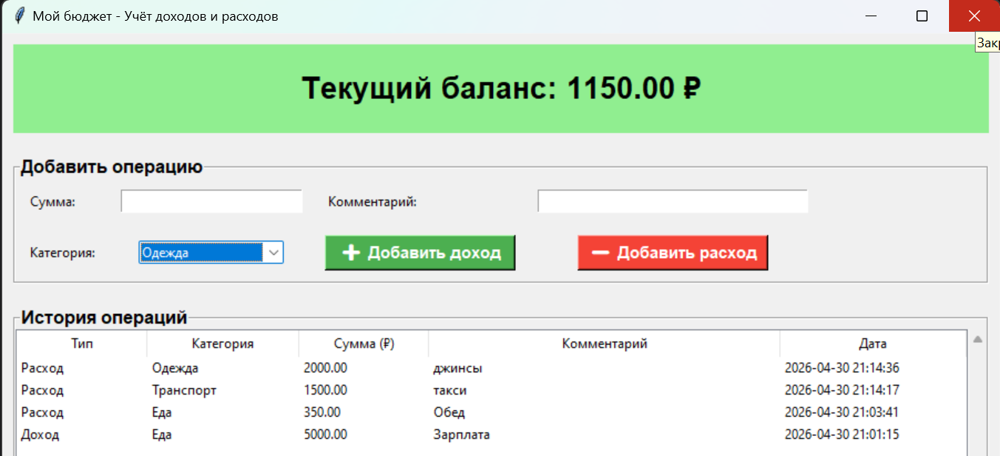 Мой бюджет - Учёт доходов и расходов
Текущий баланс: 1150.00 ₽
Добавить операцию
Сумма: Комментарий:
Категория: Одежда + Добавить доход − Добавить расход
История операций
Тип Категория Сумма (₽) Комментарий Дата
Расход Одежда 2000.00 джинсы 2026-04-30 21:14:36
Расход Транспорт 1500.00 такси 2026-04-30 21:14:17
Расход Еда 350.00 Обед 2026-04-30 21:03:41
Доход Еда 5000.00 Зарплата 2026-04-30 21:01:15